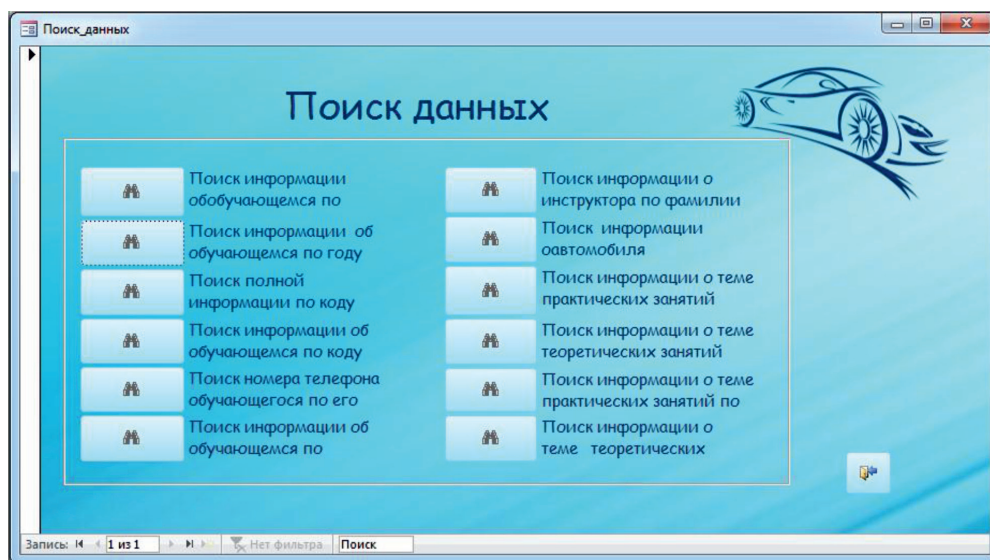 Поиск_данных
Поиск данных
Поиск информации
обобучающемся по
Поиск информации об
обучающемся по году
Поиск полной
информации по коду
Поиск информации об
обучающемся по коду
Поиск номера телефона
обучающегося по его
Поиск информации об
обучающемся по
Поиск информации о
инструктора по фамилии
Поиск информации
оавтомобиля
Поиск информации о теме
практических занятий
Поиск информации о теме
теоретических занятий
Поиск информации о теме
практических занятий по
Поиск информации о
теме теоретических
Запись: 1 из 1 Нет фильтра Поиск